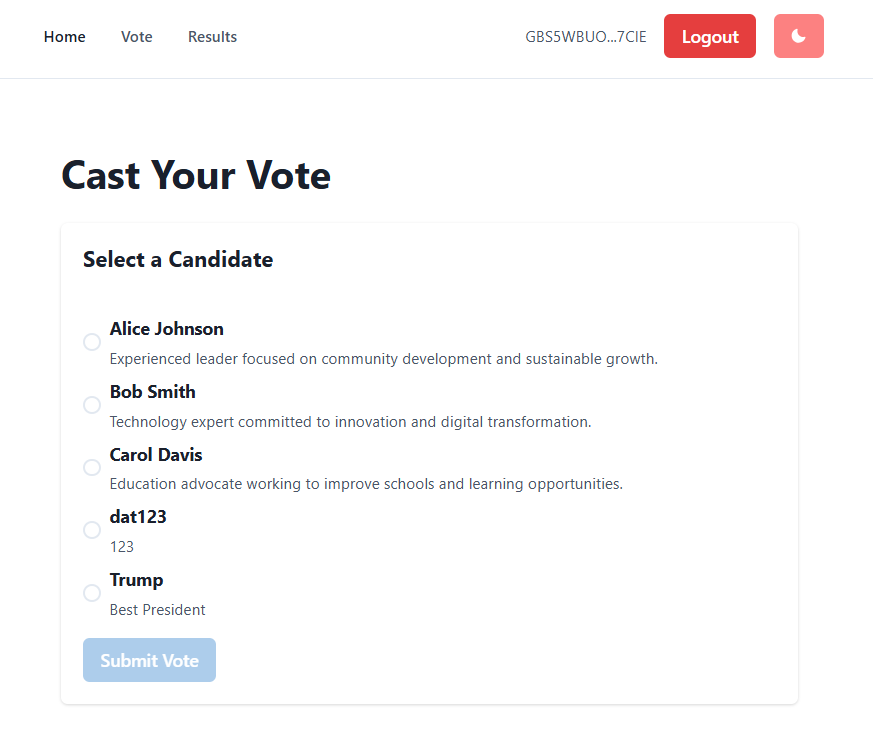 Home Vote Results GBS5WBUO...7CIE Logout
Cast Your Vote
Select a Candidate
Alice Johnson
Experienced leader focused on community development and sustainable growth.
Bob Smith
Technology expert committed to innovation and digital transformation.
Carol Davis
Education advocate working to improve schools and learning opportunities.
dat123
123
Trump
Best President
Submit Vote